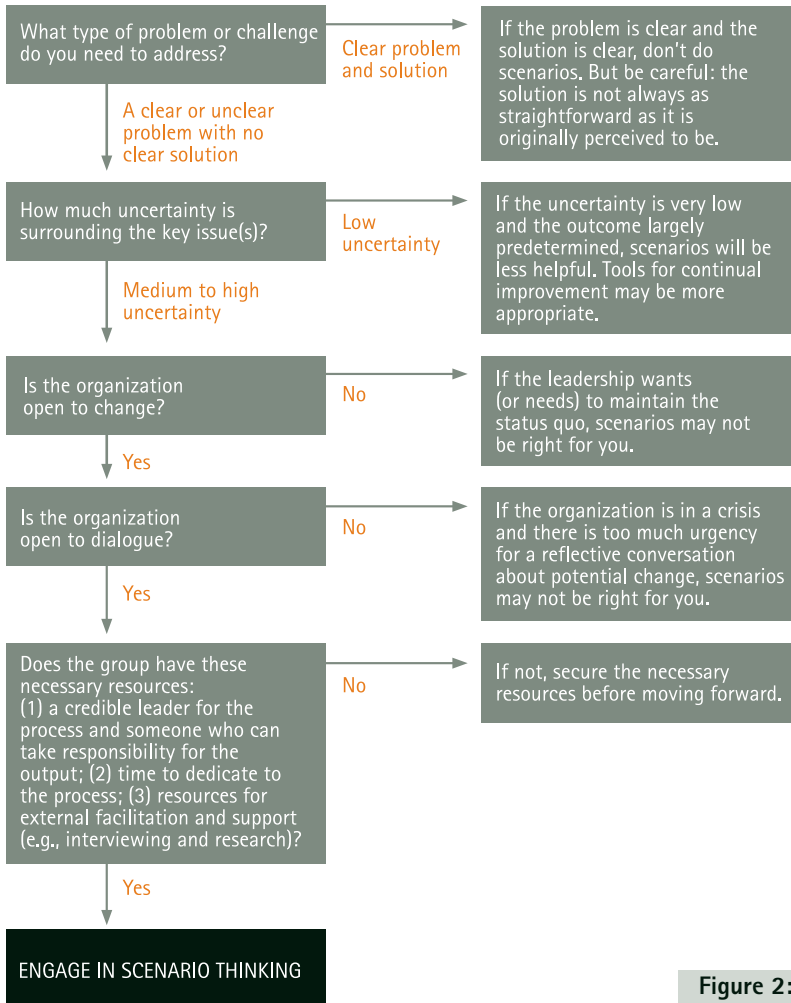 What type of problem or challenge
do you need to address?
Clear problem
and solution
If the problem is clear and the
solution is clear, don't do
scenarios. But be careful: the
solution is not always as
straightforward as it is
originally perceived to be.
A clear or unclear
problem with no
clear solution
How much uncertainty is
surrounding the key issue(s)?
Low
uncertainty
If the uncertainty is very low
and the outcome largely
predetermined, scenarios will be
less helpful. Tools for continual
improvement may be more
appropriate.
Medium to high
uncertainty
Is the organization
open to change?
No
If the leadership wants
(or needs) to maintain the
status quo, scenarios may not
be right for you.
Yes
Is the organization
open to dialogue?
No
If the organization is in a crisis
and there is too much urgency
for a reflective conversation
about potential change, scenarios
may not be right for you.
Yes
Does the group have these
necessary resources:
(1) a credible leader for the
process and someone who can
take responsibility for the
output; (2) time to dedicate to
the process; (3) resources for
external facilitation and support
(e.g., interviewing and research)?
No
If not, secure the necessary
resources before moving forward.
Yes
ENGAGE IN SCENARIO THINKING
Figure 2: